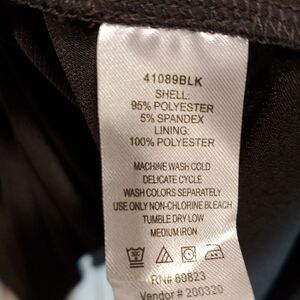 41089BLK
SHELL:
95% POLYESTER
5% SPANDEX
LINING:
100% POLYESTER
MACHINE WASH COLD
DELICATE CYCLE
WASH COLORS SEPARATELY
USE ONLY NON-CHLORINE BLEACH
TUMBLE DRY LOW
MEDIUM IRON
RN# 80823
Vendor # 200320